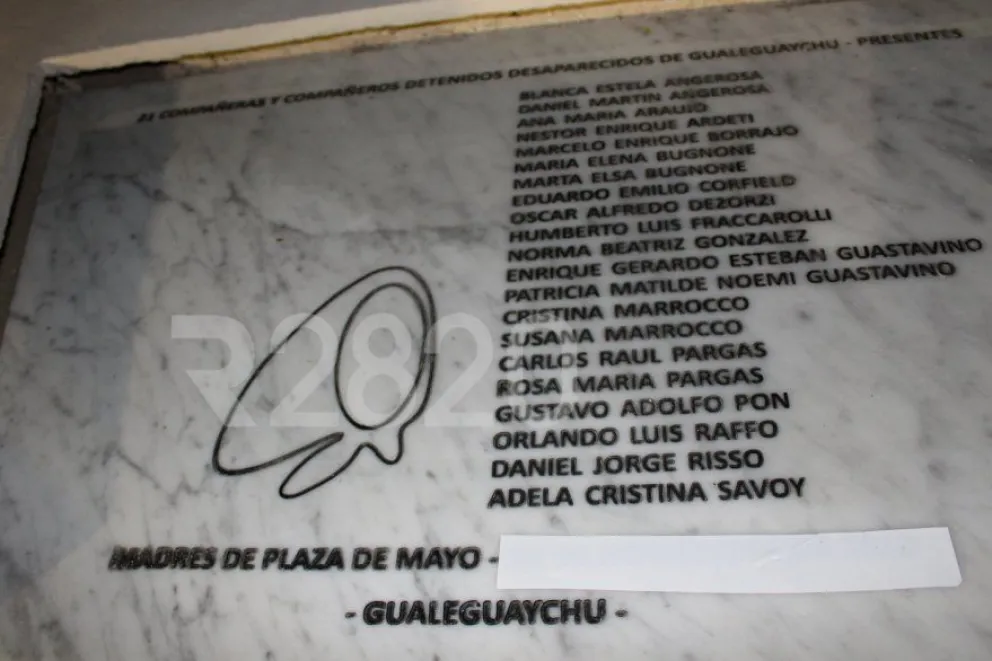 21 COMPAÑERAS Y COMPAÑEROS DETENIDOS DESAPARECIDOS DE GUALEGUAYCHU - PRESENTES
BLANCA ESTELA ANGEROSA
DANIEL MARTIN ANGEROSA
ANA MARIA ARAUJO
NESTOR ENRIQUE ARDETI
MARCELO ENRIQUE BORRAJO
MARIA ELENA BUGNONE
MARTA ELSA BUGNONE
EDUARDO EMILIO CORFIELD
OSCAR ALFREDO DEZORZI
HUMBERTO LUIS FRACCAROLLI
NORMA BEATRIZ GONZALEZ
ENRIQUE GERARDO ESTEBAN GUASTAVINO
PATRICIA MATILDE NOEMI GUASTAVINO
CRISTINA MARROCCO
SUSANA MARROCCO
CARLOS RAUL PARGAS
ROSA MARIA PARGAS
GUSTAVO ADOLFO PON
ORLANDO LUIS RAFFO
DANIEL JORGE RISSO
ADELA CRISTINA SAVOY
R282
MADRES DE PLAZA DE MAYO -
- GUALEGUAYCHU -